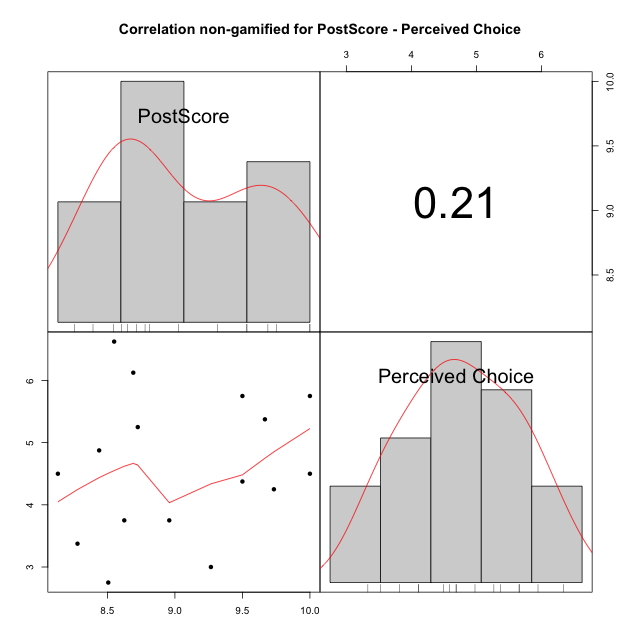 Correlation non-gamified for PostScore - Perceived Choice
3 4 5 6
PostScore
0.21
10.0
9.5
9.0
8.5
Perceived Choice
6
5
4
3
8.5 9.0 9.5 10.0